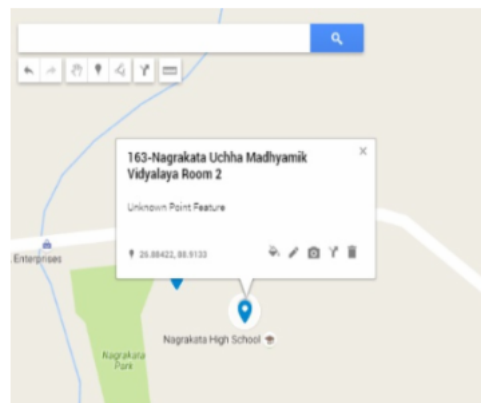 163-Nagrakata Uchha Madhyamik
Vidyalaya Room 2
Unknown Point Feature
26.88422, 88.9133
Enterprises
Nagrakata High School
Nagrakata
Park